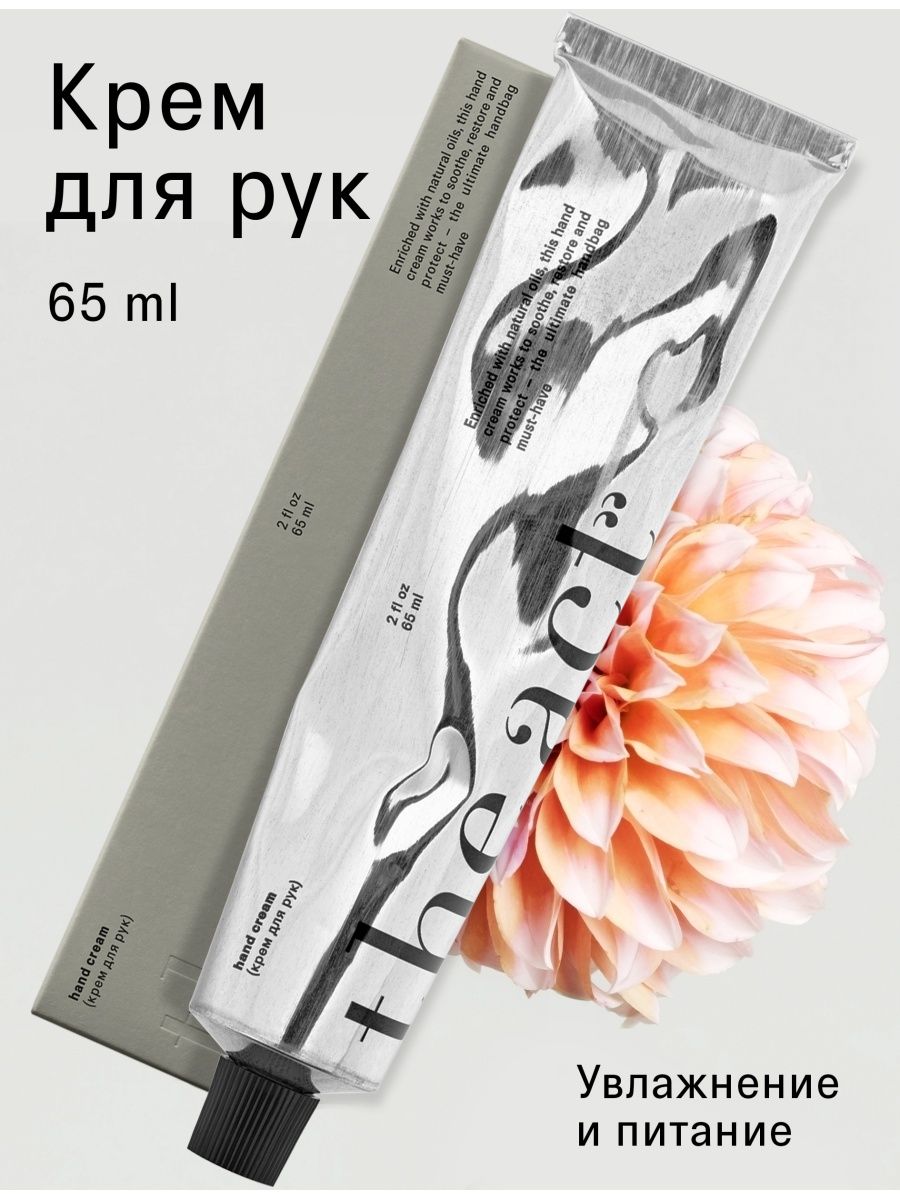 Крем
для рук
65 ml
Enriched with natural oils, this hand
cream works to soothe, restore and
protect – the ultimate handbag
must-have
2 fl oz
65 ml
hand cream
(крем для рук)
Enriched with natural oils, this hand
cream works to soothe, restore and
protect – the ultimate handbag
must-have
2 fl oz
65 ml
hand cream
(крем для рук)
the act”
Увлажнение
и питание